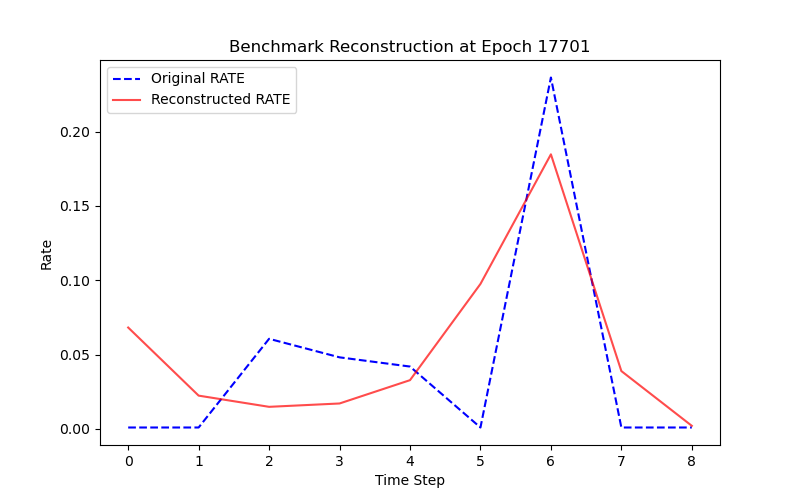 Benchmark Reconstruction at Epoch 17701
Original RATE
Reconstructed RATE
0.20
0.15
0.10
0.05
0.00
Rate
0 1 2 3 4 5 6 7 8
Time Step